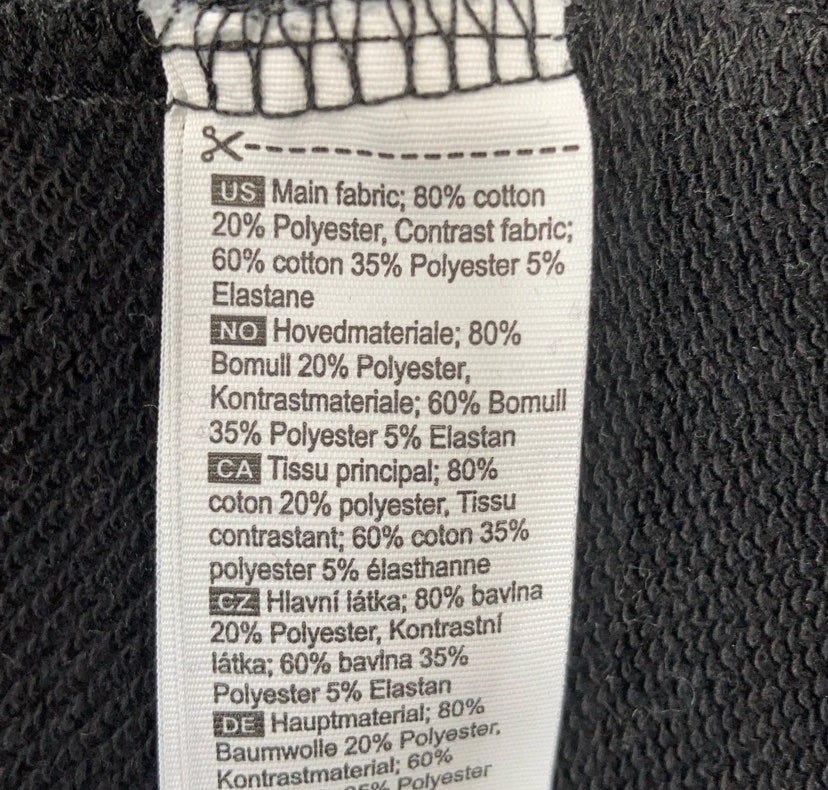 US Main fabric; 80% cotton
20% Polyester, Contrast fabric;
60% cotton 35% Polyester 5%
Elastane
NO Hovedmateriale; 80%
Bomull 20% Polyester,
Kontrastmateriale; 60% Bomull
35% Polyester 5% Elastan
CA Tissu principal; 80%
coton 20% polyester, Tissu
contrastant; 60% coton 35%
polyester 5% élasthanne
CZ Hlavní látka; 80% bavlna
20% Polyester, Kontrastní
látka; 60% bavlna 35%
Polyester 5% Elastan
DE Hauptmaterial; 80%
Baumwolle 20% Polyester,
Kontrastmaterial; 60%
35% Polyester